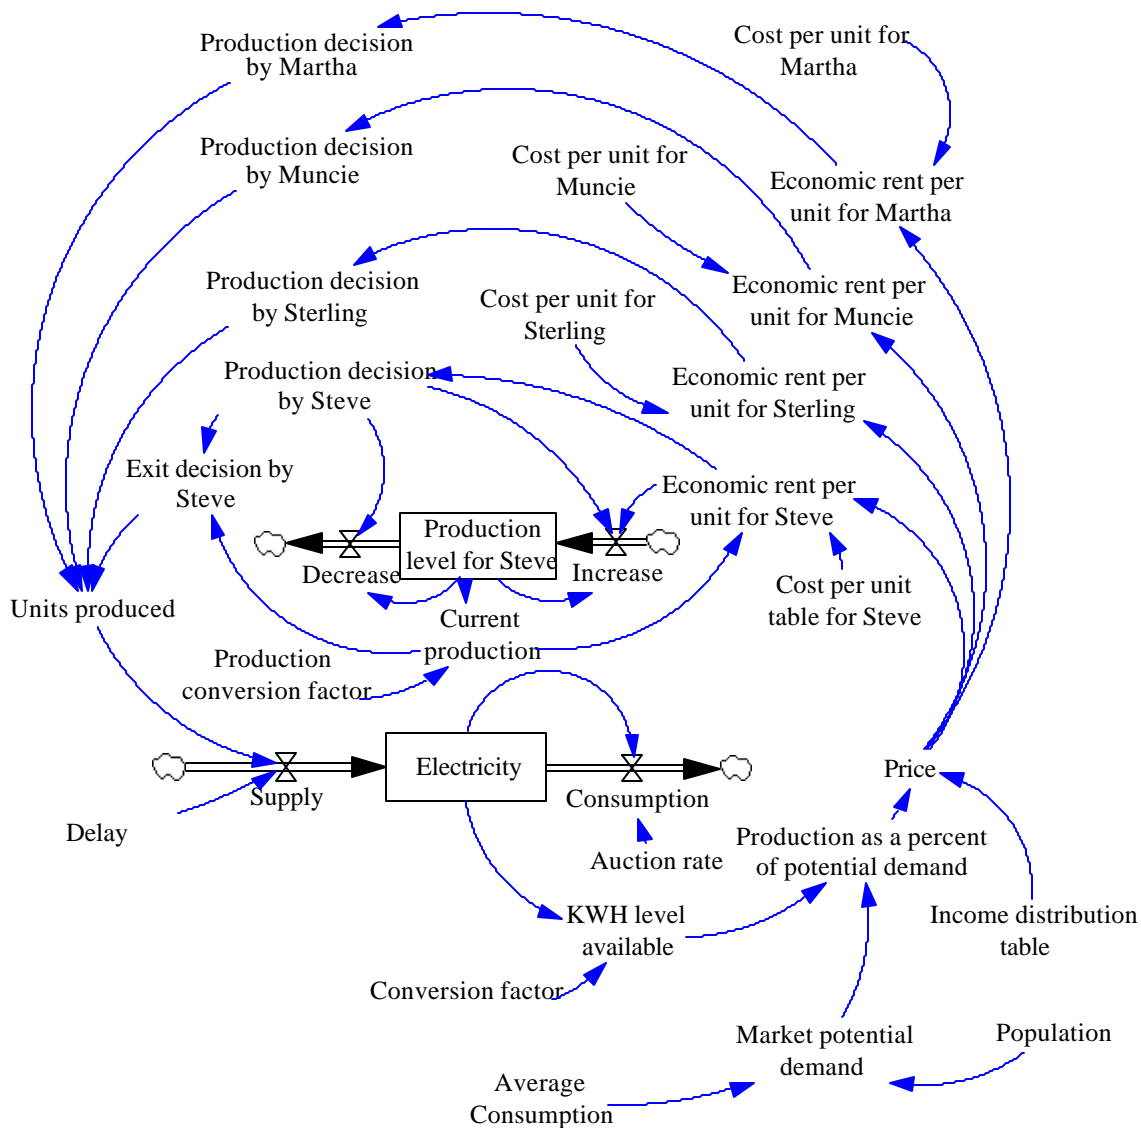 Production decision
by Martha
Cost per unit for
Martha
Production decision
by Muncie
Cost per unit for
Muncie
Economic rent per
unit for Martha
Production decision
by Sterling
Cost per unit for
Sterling
Economic rent per
unit for Muncie
Production decision
by Steve
Economic rent per
unit for Sterling
Exit decision by
Steve
Economic rent per
unit for Steve
Production
level for Steve
Decrease
Increase
Cost per unit
table for Steve
Units produced
Current
production
Production
conversion factor
Electricity
Supply
Consumption
Price
Delay
Auction rate
Production as a percent
of potential demand
KWH level
available
Income distribution
table
Conversion factor
Market potential
demand
Population
Average
Consumption